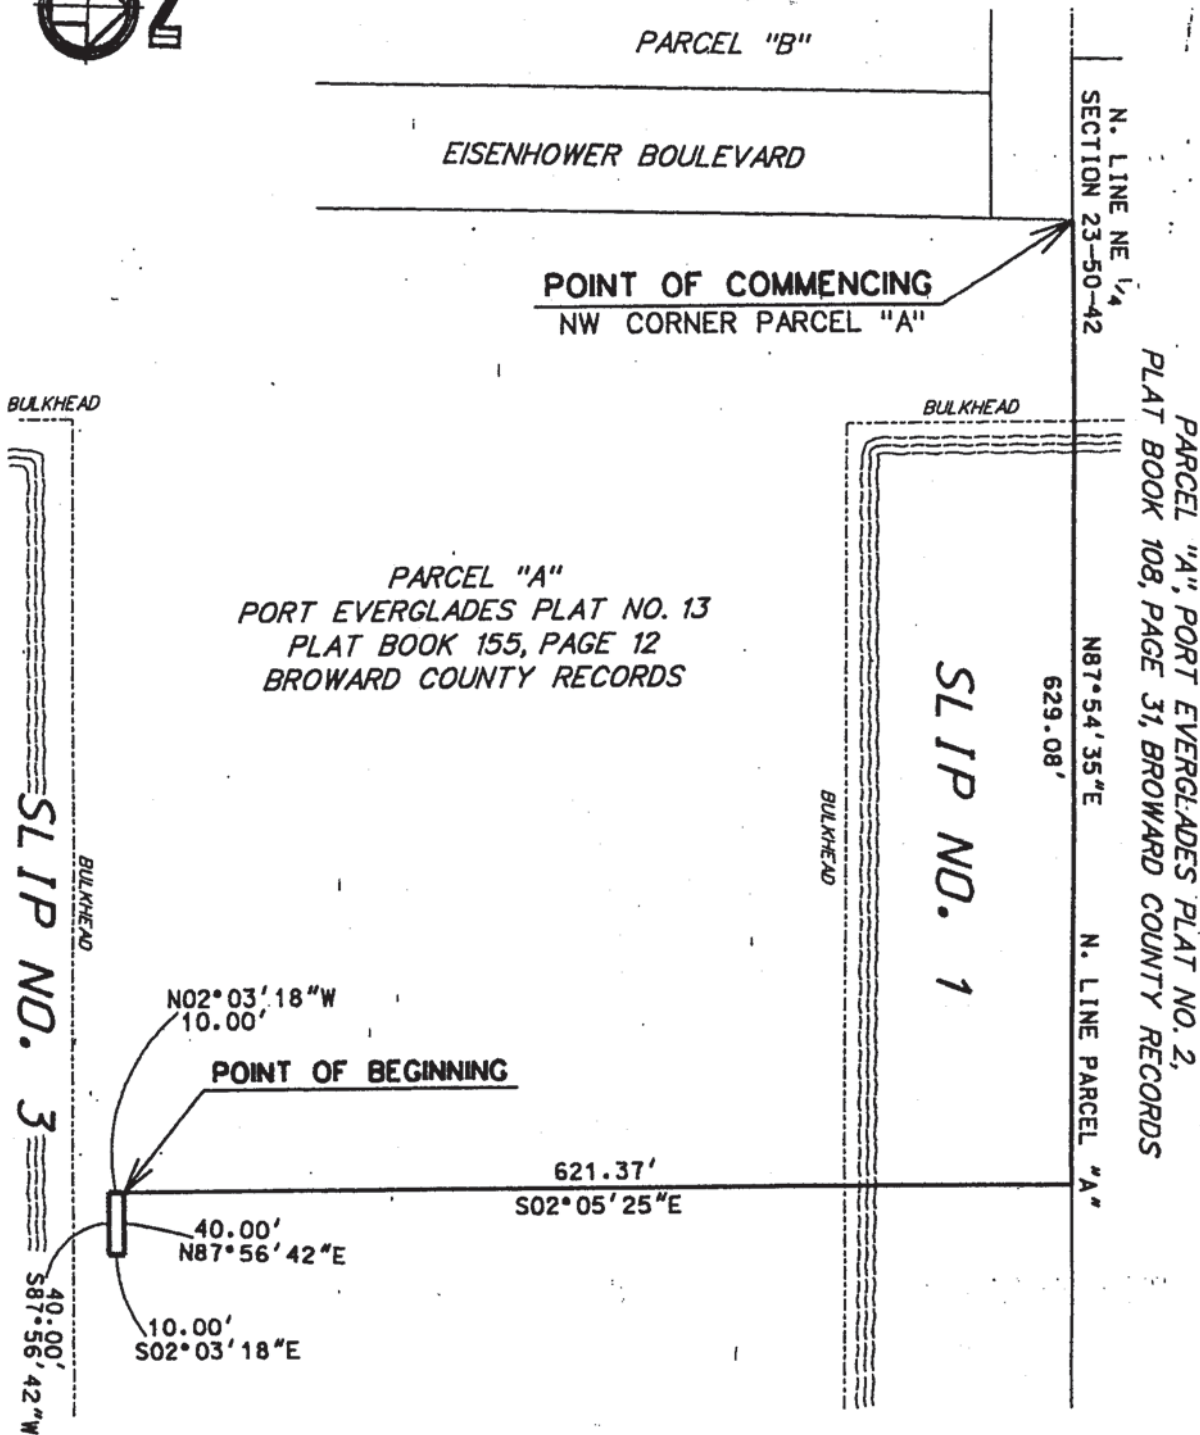 N
PARCEL "B"
EISENHOWER BOULEVARD
N. LINE NE 1/4
SECTION 23-50-42
POINT OF COMMENCING
NW CORNER PARCEL "A"
PARCEL "A", PORT EVERGLADES PLAT NO. 2,
PLAT BOOK 108, PAGE 31, BROWARD COUNTY RECORDS
BULKHEAD
BULKHEAD
PARCEL "A"
PORT EVERGLADES PLAT NO. 13
PLAT BOOK 155, PAGE 12
BROWARD COUNTY RECORDS
SLIP NO. 1
N87°54'35"E
629.08'
N. LINE PARCEL "A"
BULKHEAD
BULKHEAD
SLIP NO. 3
N02°03'18"W
10.00'
POINT OF BEGINNING
621.37'
S02°05'25"E
40.00'
N87°56'42"E
10.00'
S02°03'18"E
40.00'
S87°56'42"W